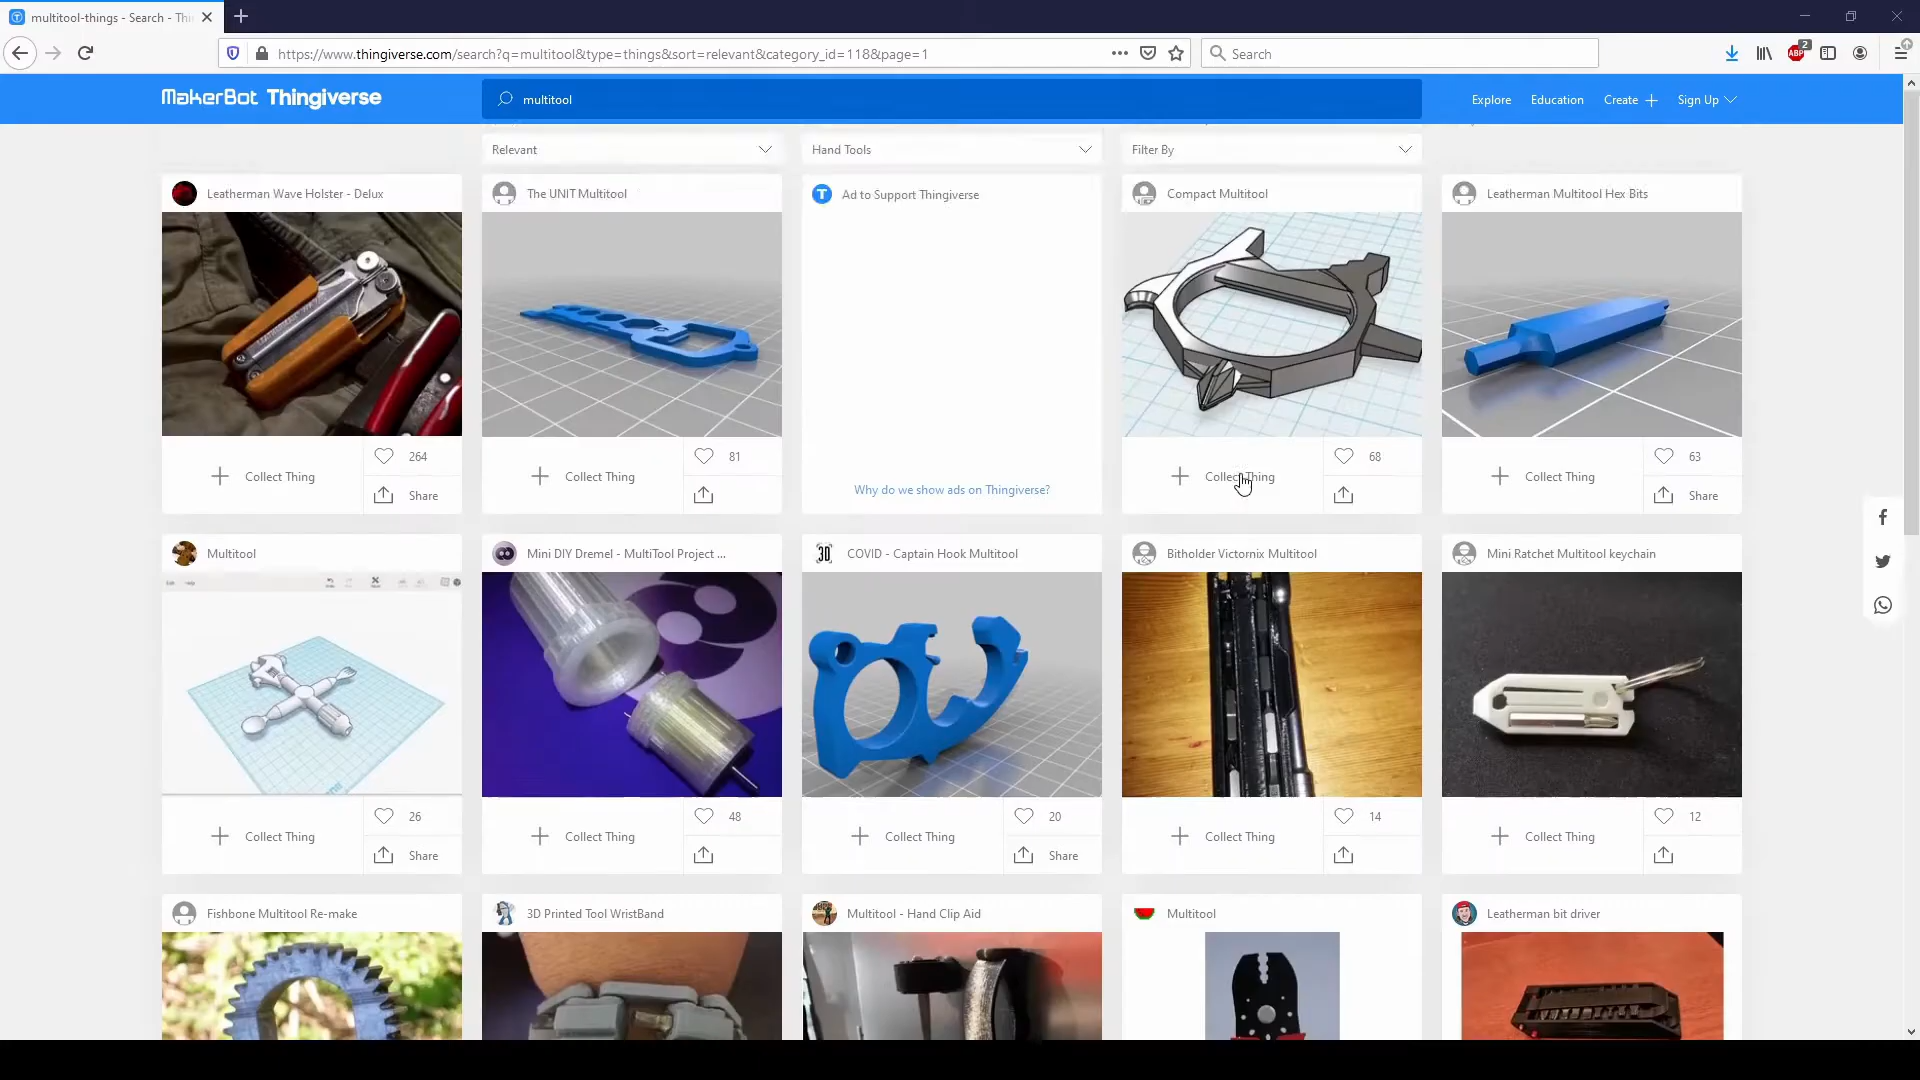 multitool-things - Search - Thi
https://www.thingiverse.com/search?q=multitool&type=things&sort=relevant&category_id=118&page=1
Search
2
MakerBot Thingiverse
multitool
Explore
Education
Create
Sign Up
Relevant
Hand Tools
Filter By
Leatherman Wave Holster - Delux
The UNIT Multitool
Ad to Support Thingiverse
Compact Multitool
Leatherman Multitool Hex Bits
Why do we show ads on Thingiverse?
Collect Thing
264
Share
Collect Thing
81
Collect Thing
68
Collect Thing
63
Share
Multitool
Mini DIY Dremel - MultiTool Project ...
COVID - Captain Hook Multitool
Bitholder Victornix Multitool
Mini Ratchet Multitool keychain
Collect Thing
26
Share
Collect Thing
48
Collect Thing
20
Share
Collect Thing
14
Collect Thing
12
Fishbone Multitool Re-make
3D Printed Tool WristBand
Multitool - Hand Clip Aid
Multitool
Leatherman bit driver